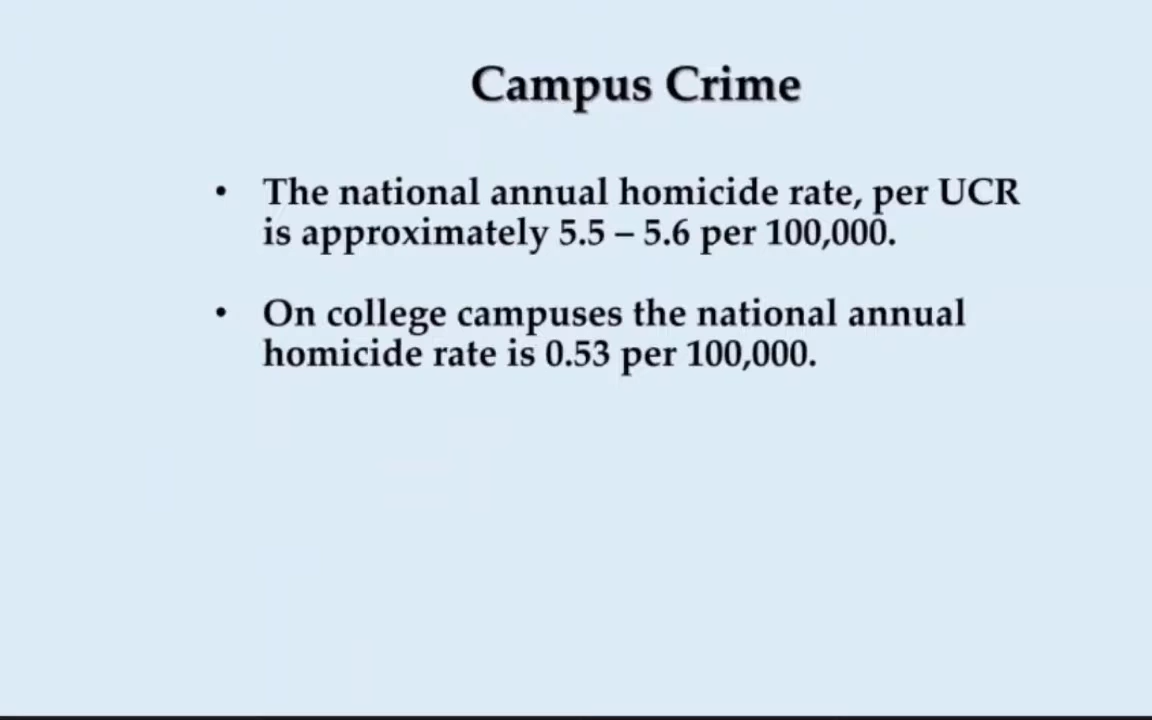 Campus Crime
• The national annual homicide rate, per UCR
is approximately 5.5 – 5.6 per 100,000.
• On college campuses the national annual
homicide rate is 0.53 per 100,000.